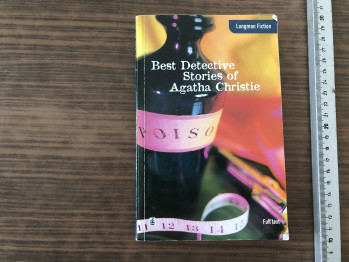 Longman Fiction
Best Detective
Stories of
Agatha Christie
POISO
11 12 13 14 15
Full text